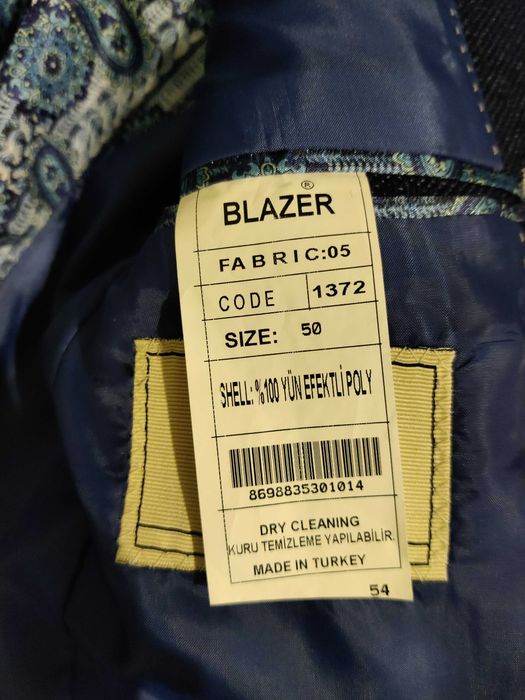 BLAZER®
FABRIC:05
CODE 1372
SIZE: 50
SHELL: %100 YÜN EFEKTLİ POLY
8698835301014
DRY CLEANING
KURU TEMİZLEME YAPILABİLİR.
MADE IN TURKEY
54